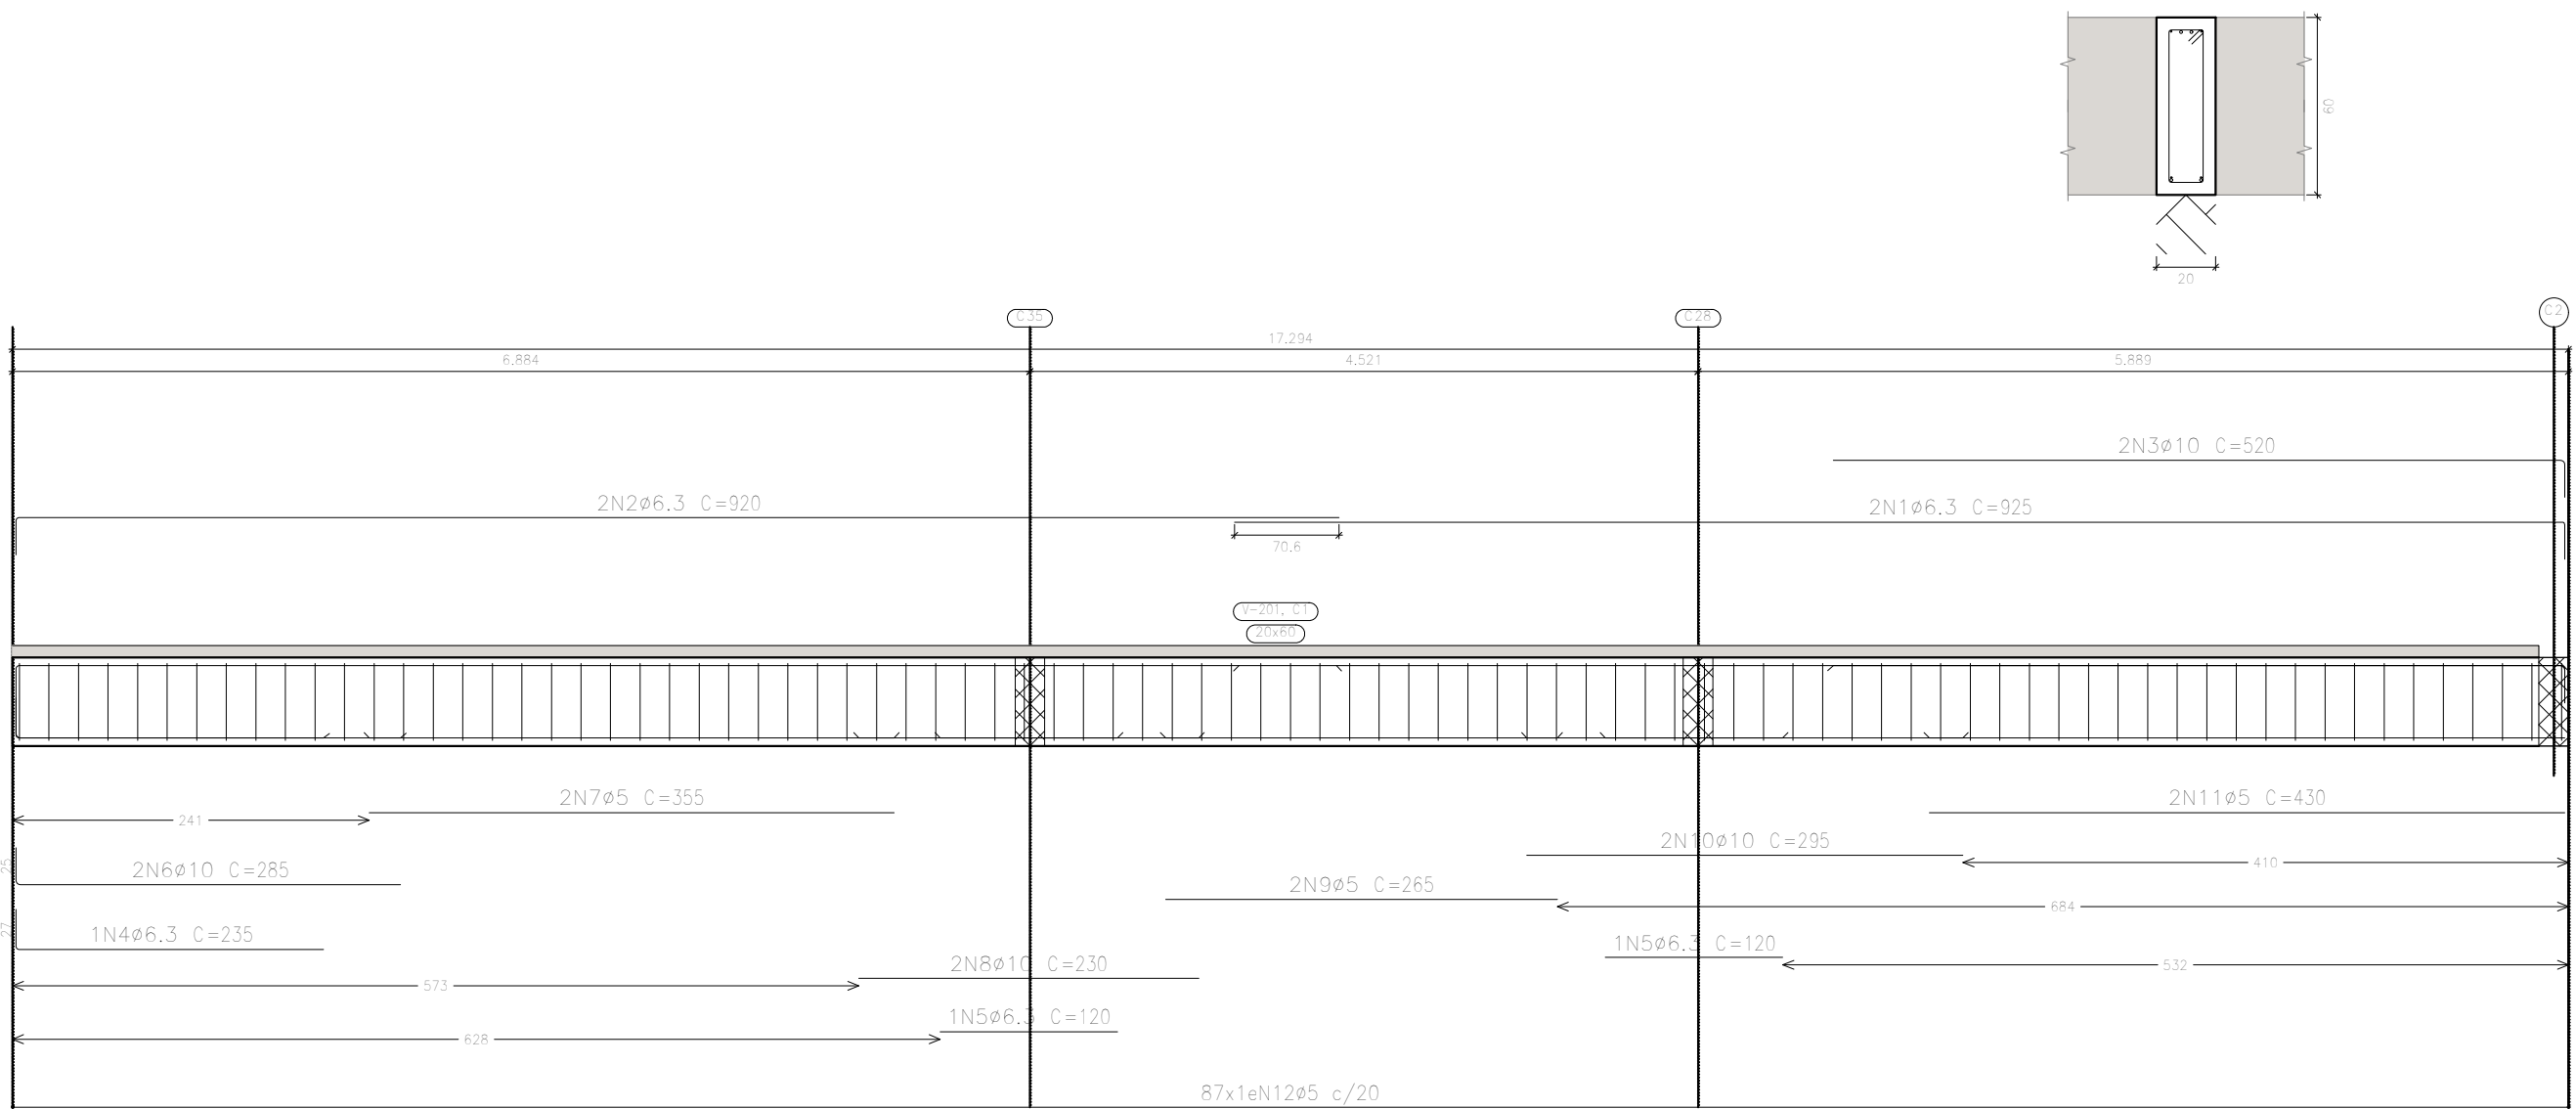 60
20
C35
C28
C2
17.294
6.884
4.521
5.889
2N3ø10 C=520
2N2ø6.3 C=920
2N1ø6.3 C=925
70.6
V-201, C1
20x60
2N7ø5 C=355
2N11ø5 C=430
241
2N10ø10 C=295
25
2N6ø10 C=285
410
2N9ø5 C=265
684
27
1N4ø6.3 C=235
1N5ø6.3 C=120
2N8ø10 C=230
532
573
1N5ø6.3 C=120
628
87x1eN12ø5 c/20